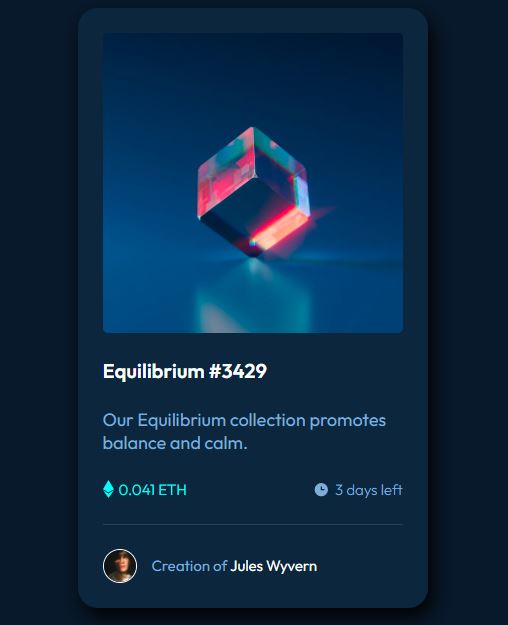 Equilibrium #3429
Our Equilibrium collection promotes
balance and calm.
0.041 ETH
3 days left
Creation of Jules Wyvern